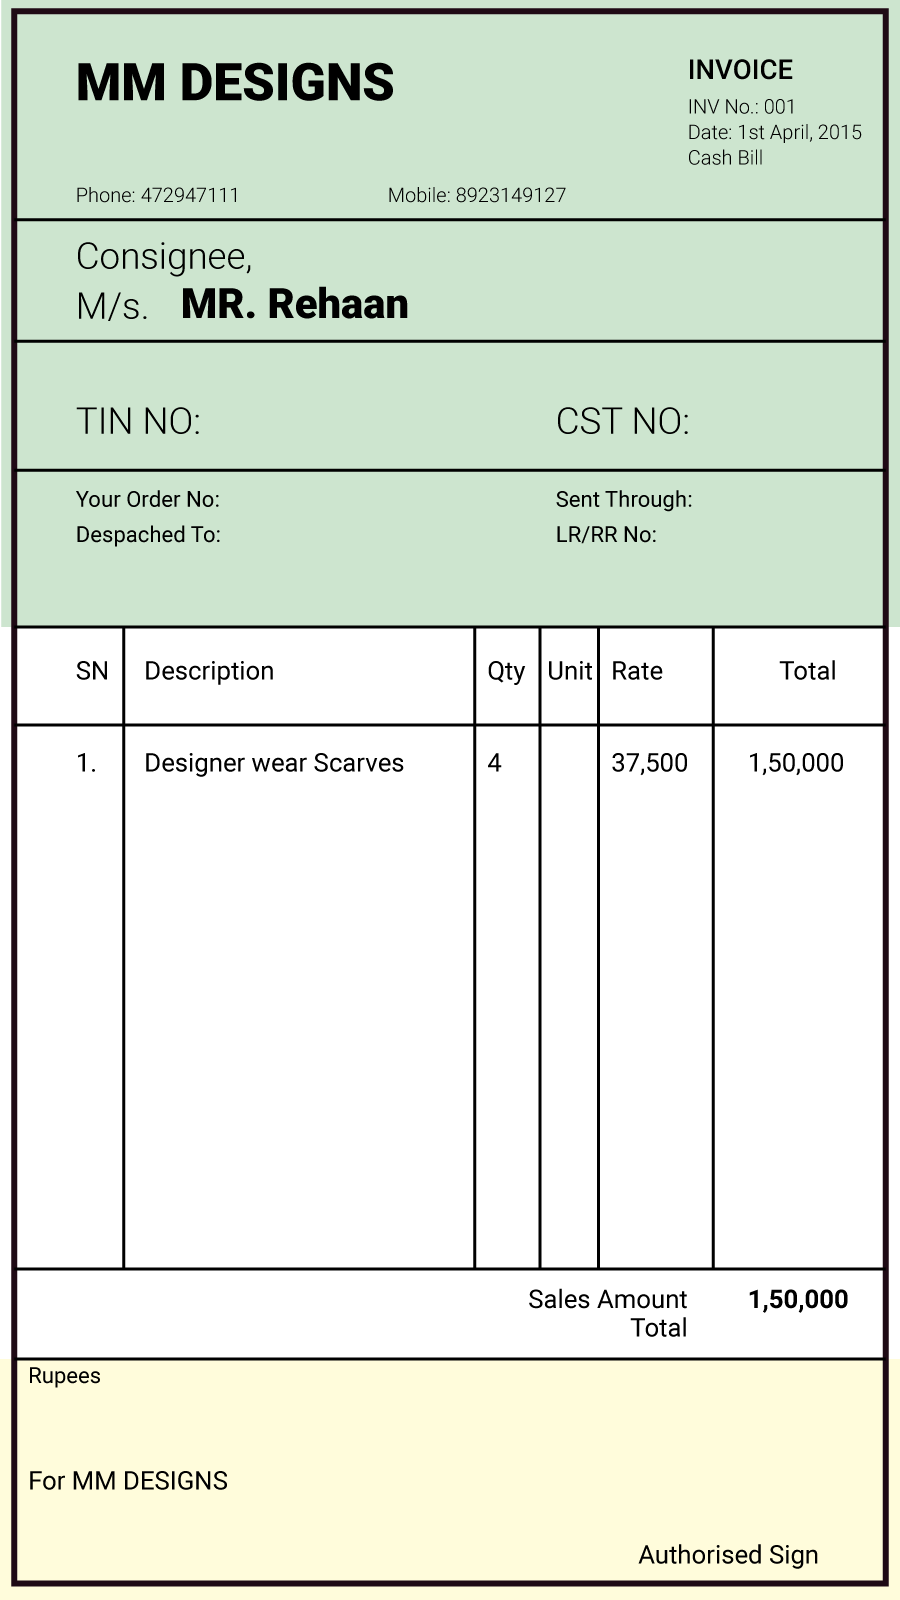 MM DESIGNS
INVOICE
INV No.: 001
Date: 1st April, 2015
Cash Bill
Phone: 472947111 Mobile: 8923149127
Consignee,
M/s. MR. Rehaan
TIN NO: CST NO:
Your Order No: Sent Through:
Despached To: LR/RR No:
SN Description Qty Unit Rate Total
1. Designer wear Scarves 4 37,500 1,50,000
Sales Amount 1,50,000
Total
Rupees
For MM DESIGNS
Authorised Sign